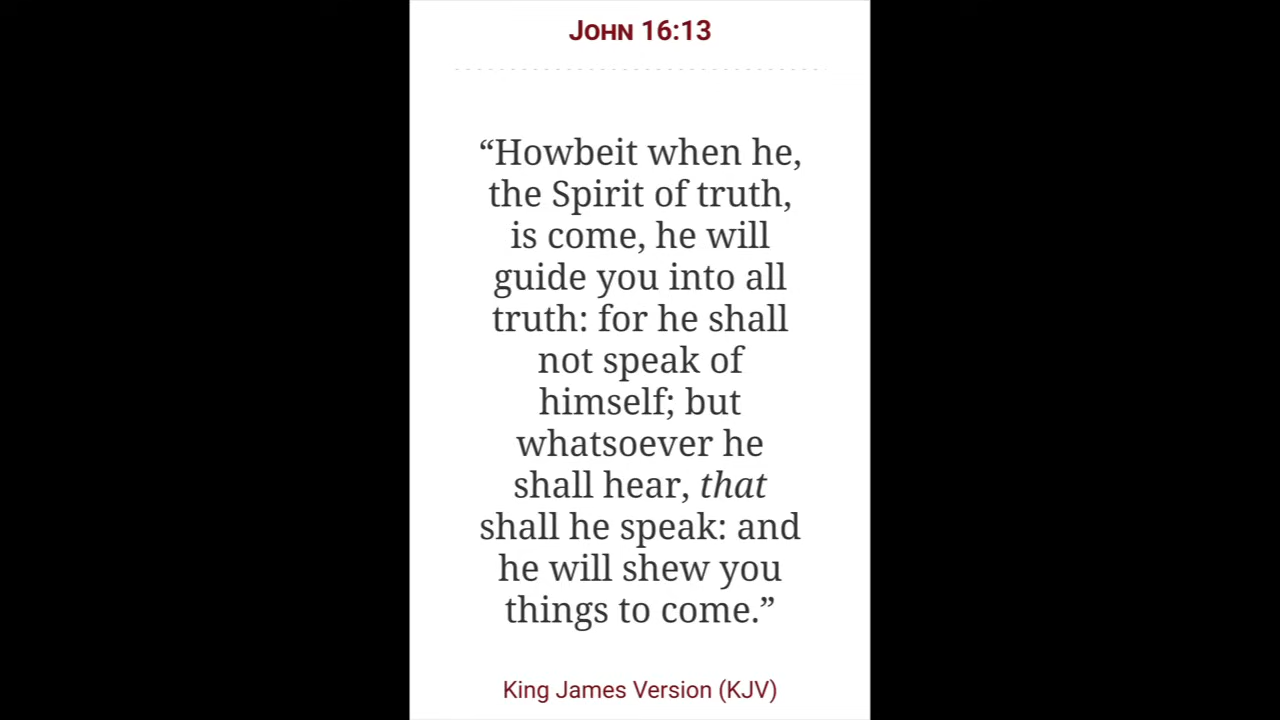 John 16:13
“Howbeit when he,
the Spirit of truth,
is come, he will
guide you into all
truth: for he shall
not speak of
himself; but
whatsoever he
shall hear, that
shall he speak: and
he will shew you
things to come.”
King James Version (KJV)